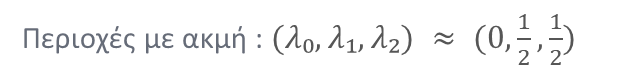 Περιοχές με ακμή : (λ₀, λ₁, λ₂) ≈ (0, 1/2, 1/2)